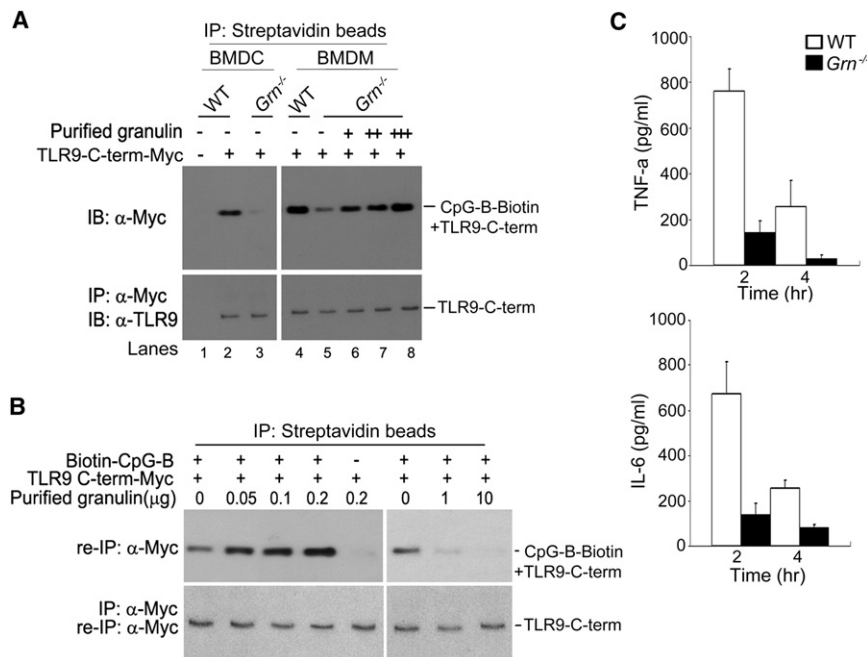 A
IP: Streptavidin beads
BMDC BMDM
WT Grn-/- WT Grn-/-
Purified granulin - - - - - + ++ +++
TLR9-C-term-Myc - + + + + + + +
IB: α-Myc
CpG-B-Biotin
+TLR9-C-term
IP: α-Myc
IB: α-TLR9
TLR9-C-term
Lanes 1 2 3 4 5 6 7 8
B
IP: Streptavidin beads
Biotin-CpG-B + + + + - + + +
TLR9 C-term-Myc + + + + + + + +
Purified granulin(µg) 0 0.05 0.1 0.2 0.2 0 1 10
re-IP: α-Myc
- CpG-B-Biotin
+TLR9-C-term
IP: α-Myc
re-IP: α-Myc
-TLR9-C-term
C
WT
Grn-/-
TNF-a (pg/ml)
1000
800
600
400
200
0
2 4
Time (hr)
IL-6 (pg/ml)
1000
800
600
400
200
0
2 4
Time (hr)